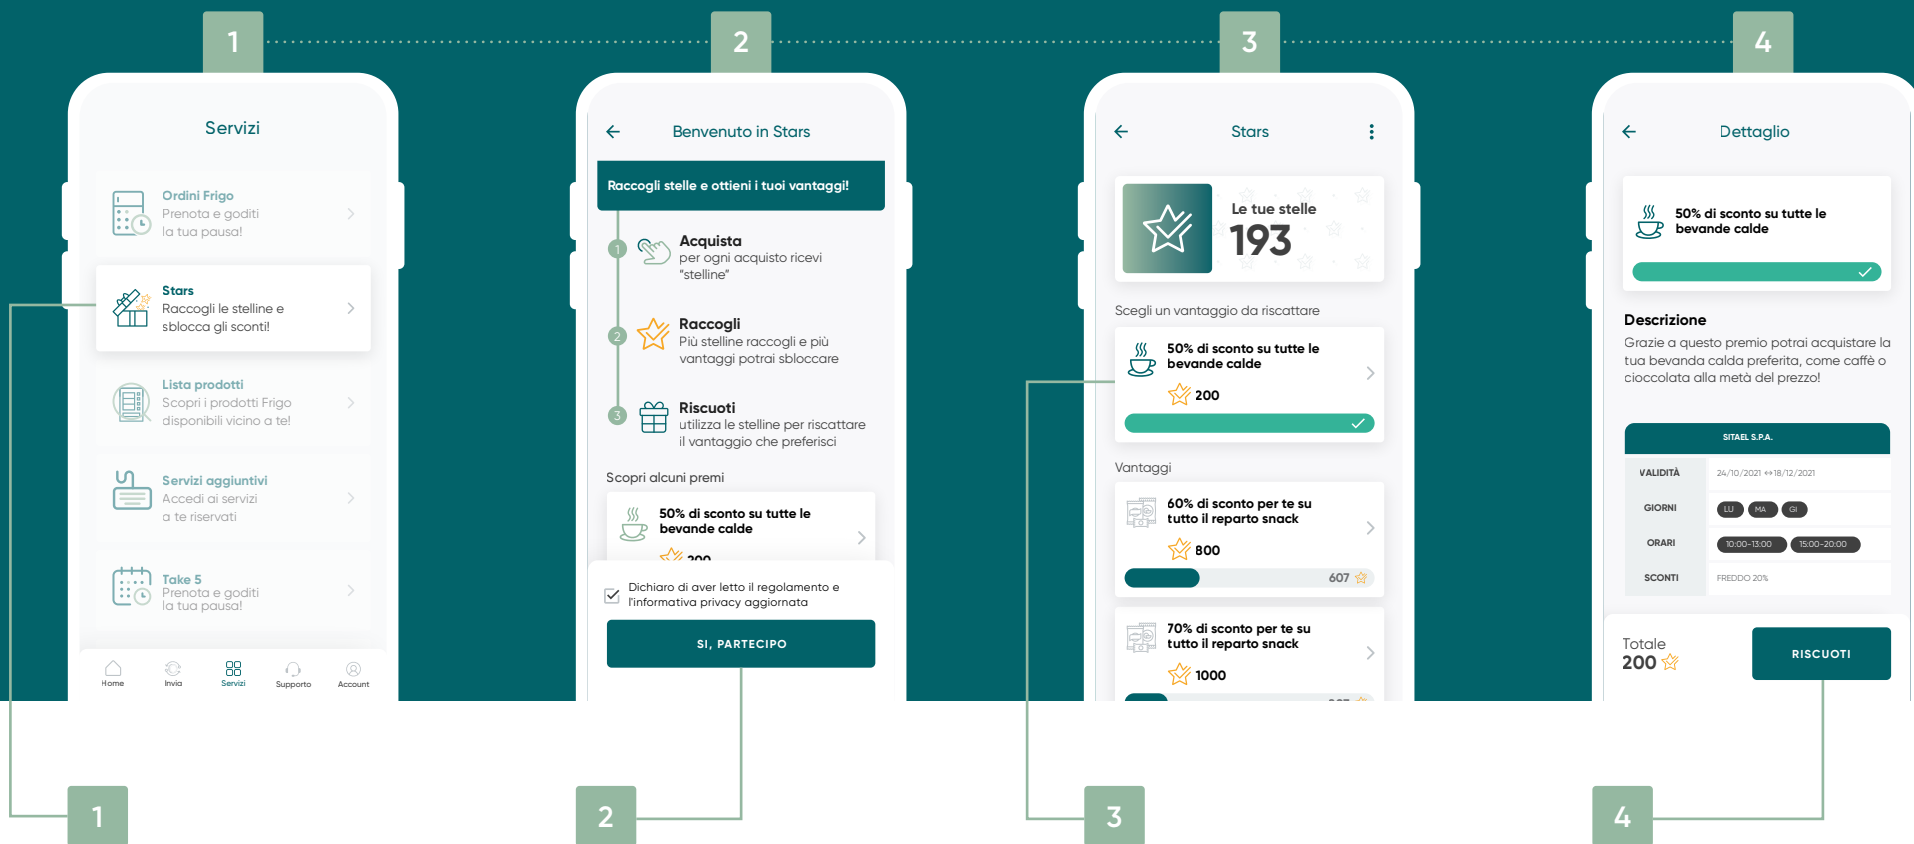 1
2
3
4
Servizi
Ordini Frigo
Prenota e goditi
la tua pausa!
Stars
Raccogli le stelline e
sblocca gli sconti!
Lista prodotti
Scopri i prodotti Frigo
disponibili vicino a te!
Servizi aggiuntivi
Accedi ai servizi
a te riservati
Take 5
Prenota e goditi
la tua pausa!
Home
Invia
Servizi
Supporto
Account
Benvenuto in Stars
Raccogli stelle e ottieni i tuoi vantaggi!
1
Acquista
per ogni acquisto ricevi
"stelline"
2
Raccogli
Più stelline raccogli e più
vantaggi potrai sbloccare
3
Riscuoti
utilizza le stelline per riscattare
il vantaggio che preferisci
Scopri alcuni premi
50% di sconto su tutte le
bevande calde
200
Dichiaro di aver letto il regolamento e
l'informativa privacy aggiornata
SI, PARTECIPO
Stars
Le tue stelle
193
Scegli un vantaggio da riscattare
50% di sconto su tutte le
bevande calde
200
Vantaggi
60% di sconto per te su
tutto il reparto snack
800
607
70% di sconto per te su
tutto il reparto snack
1000
Dettaglio
50% di sconto su tutte le
bevande calde
Descrizione
Grazie a questo premio potrai acquistare la
tua bevanda calda preferita, come caffè o
cioccolata alla metà del prezzo!
SITAEL S.P.A.
VALIDITÀ 24/10/2021 ⇔ 18/12/2021
GIORNI LU MA GI
ORARI 10:00-13:00 15:00-20:00
SCONTI FREDDO 20%
Totale
200
RISCUOTI
1
2
3
4